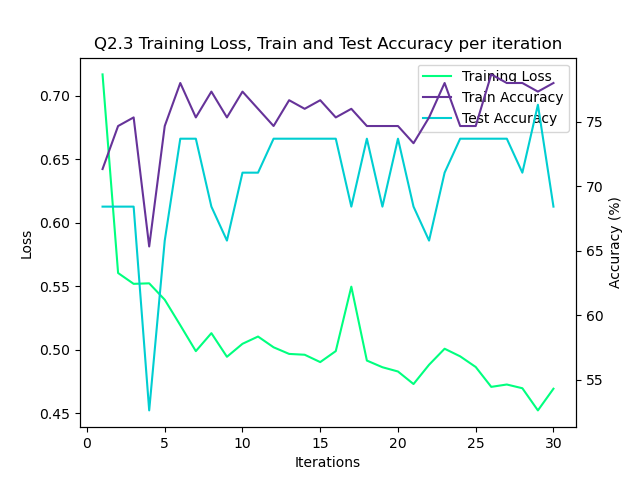 Q2.3 Training Loss, Train and Test Accuracy per iteration
Training Loss
Train Accuracy
Test Accuracy
0.70
0.65
0.60
0.55
0.50
0.45
Loss
75
70
65
60
55
Accuracy (%)
0 5 10 15 20 25 30
Iterations